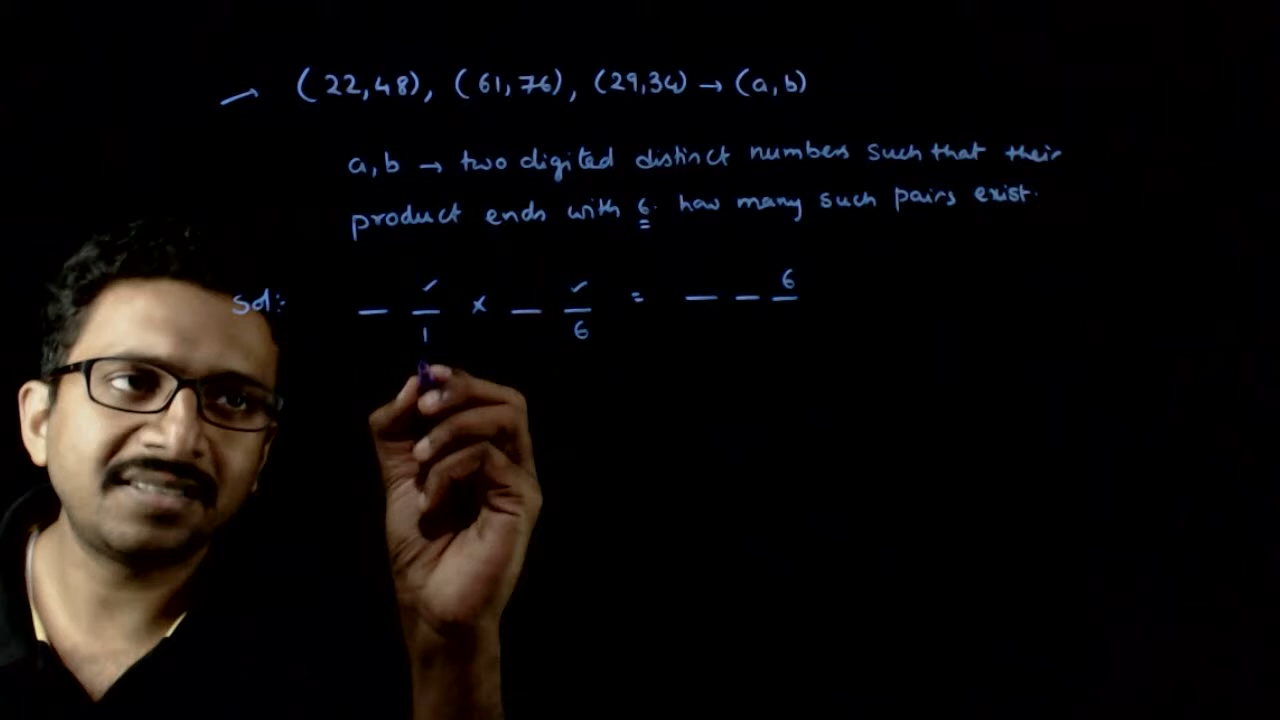 → (22,48), (61,76), (29,34) → (a,b)
a,b → two digited distinct numbers such that their
product ends with 6. how many such pairs exist.
Sol:- _ _ × _ _ = _ _ 6
1 6